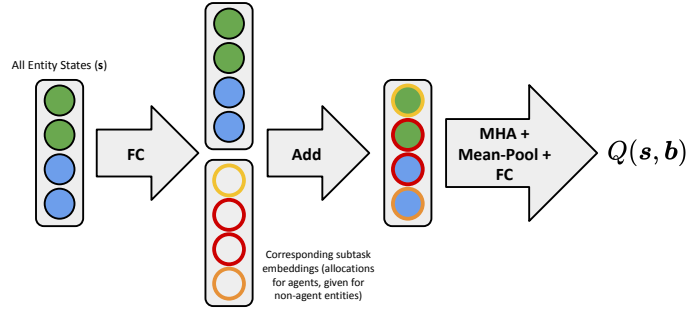 All Entity States (s)
FC
Add
MHA +
Mean-Pool +
FC
Q(s, b)
Corresponding subtask
embeddings (allocations
for agents, given for
non-agent entities)